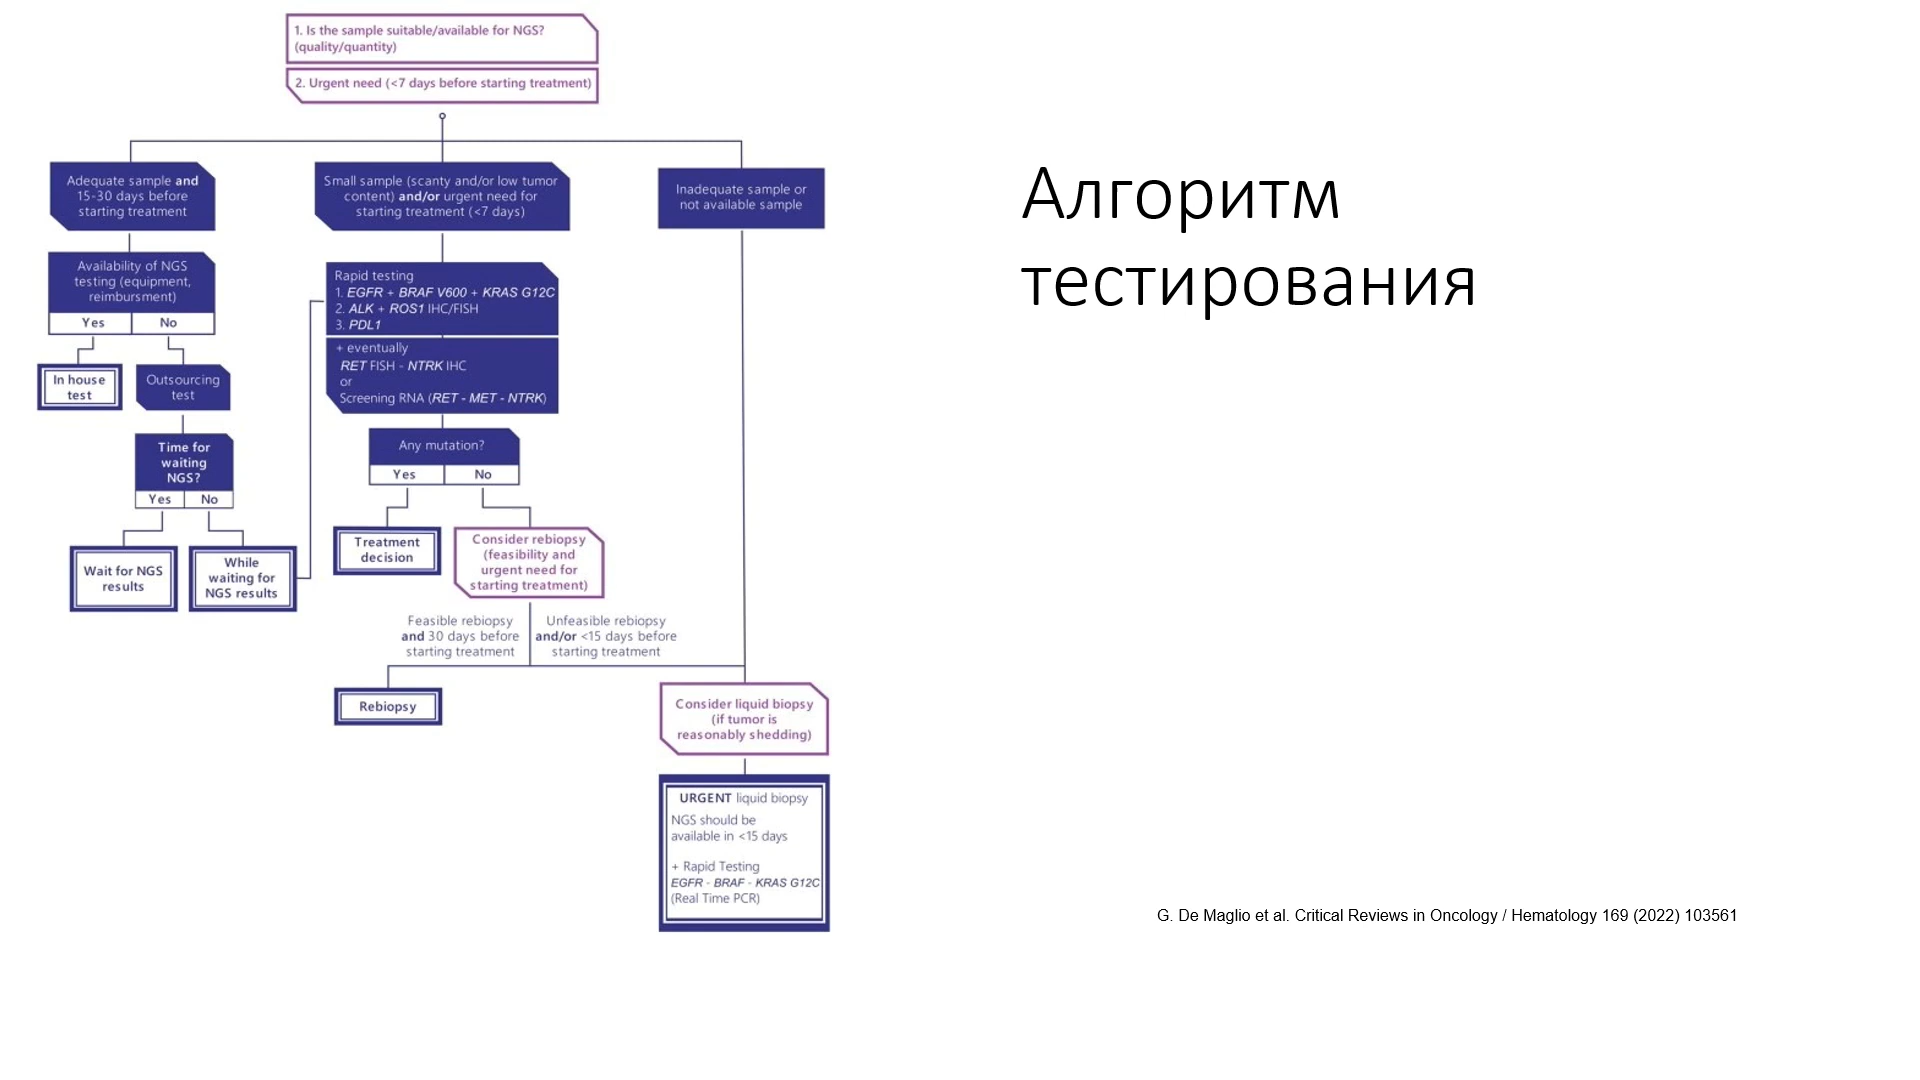 1. Is the sample suitable/available for NGS?
(quality/quantity)
2. Urgent need (<7 days before starting treatment)
Adequate sample and
15-30 days before
starting treatment
Availability of NGS
testing (equipment,
reimbursment)
Yes
No
In house
test
Outsourcing
test
Time for
waiting
NGS?
Yes
No
Wait for NGS
results
While
waiting for
NGS results
Small sample (scanty and/or low tumor
content) and/or urgent need for
starting treatment (<7 days)
Rapid testing
1. EGFR + BRAF V600 + KRAS G12C
2. ALK + ROS1 IHC/FISH
3. PDL1
+ eventually
RET FISH - NTRK IHC
or
Screening RNA (RET - MET - NTRK)
Any mutation?
Yes
No
Treatment
decision
Consider rebiopsy
(feasibility and
urgent need for
starting treatment)
Feasible rebiopsy
and 30 days before
starting treatment
Unfeasible rebiopsy
and/or <15 days before
starting treatment
Rebiopsy
Inadequate sample or
not available sample
Consider liquid biopsy
(if tumor is
reasonably shedding)
URGENT liquid biopsy
NGS should be
available in <15 days
+ Rapid Testing
EGFR - BRAF - KRAS G12C
(Real Time PCR)
Алгоритм
тестирования
G. De Maglio et al. Critical Reviews in Oncology / Hematology 169 (2022) 103561